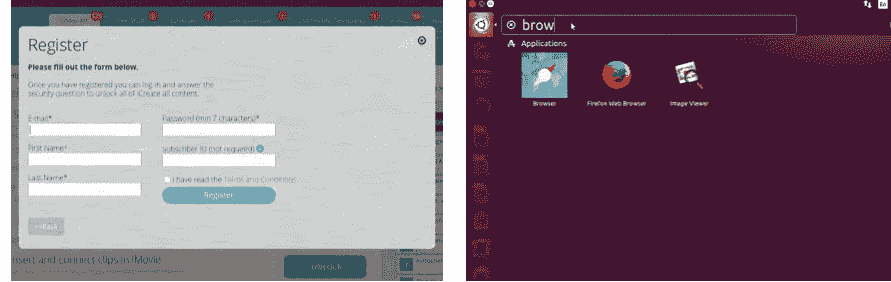 Register
Please fill out the form below.
Once you have registered you can log in and answer the
security question to unlock all of iCreate all content.
E-mail*
Password (min 7 characters)*
First Name*
Subscriber ID (not required)
Last Name*
I have read the Terms and Conditions
Register
nsert and connect clips in iMovie
UNLOCK
En
brow
Applications
Browser
Firefox Web Browser
Image Viewer